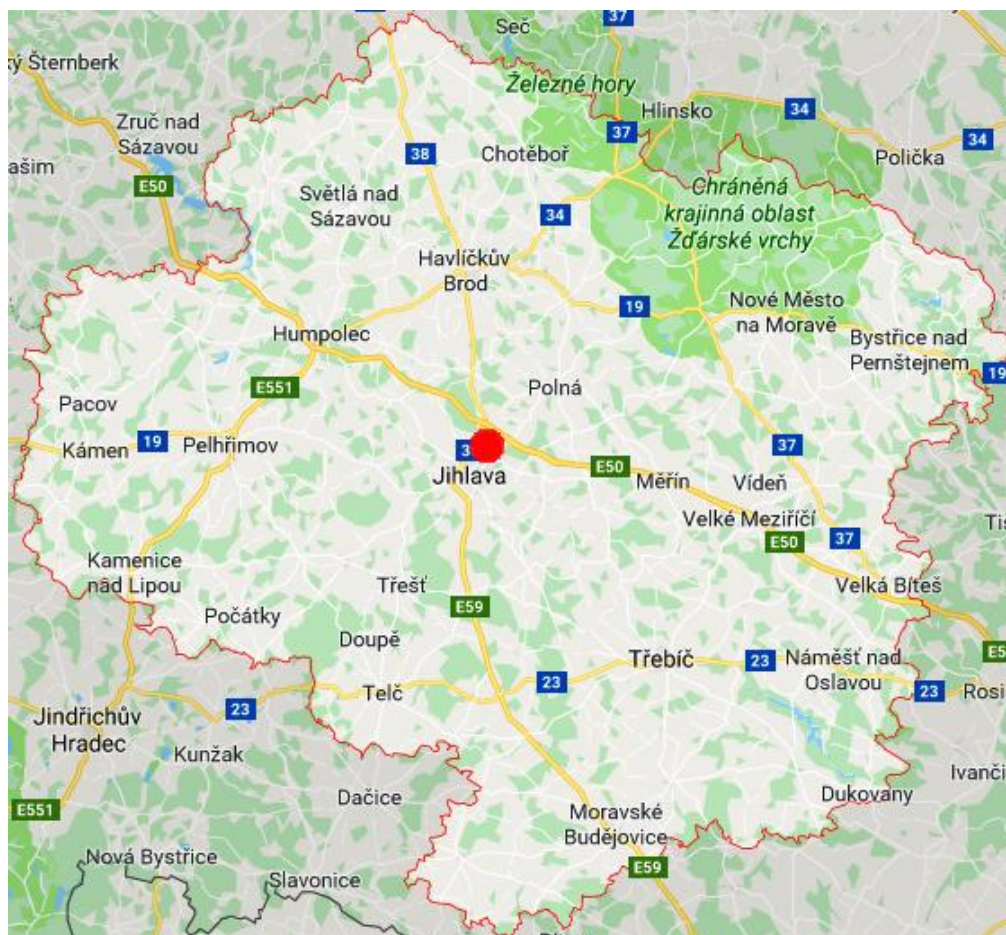 37
Seč
ký Šternberk
Železné hory
Zruč nad
Sázavou
Hlinsko
34
37
34
38
Chotěboř
Polička
ašim
E50
Světlá nad
Sázavou
Chráněná
krajinná oblast
Žďárské vrchy
34
Havlíčkův
Brod
19
Nové Město
na Moravě
Humpolec
Bystřice nad
Pernštejnem
19
E551
Polná
Pacov
19
Kámen
Pelhřimov
37
Jihlava
E50
Měřín
Vídeň
Velké Meziříčí
E50
37
Kamenice
nad Lipou
Třešť
Velká Bíteš
E59
Počátky
Doupě
Třebíč
23
Náměšť nad
Oslavou
23
Telč
23
23
Rosi
Jindřichův
Hradec
Kunžak
Ivanči
Dačice
Dukovany
E551
Moravské
Budějovice
Nová Bystřice
E59
Slavonice